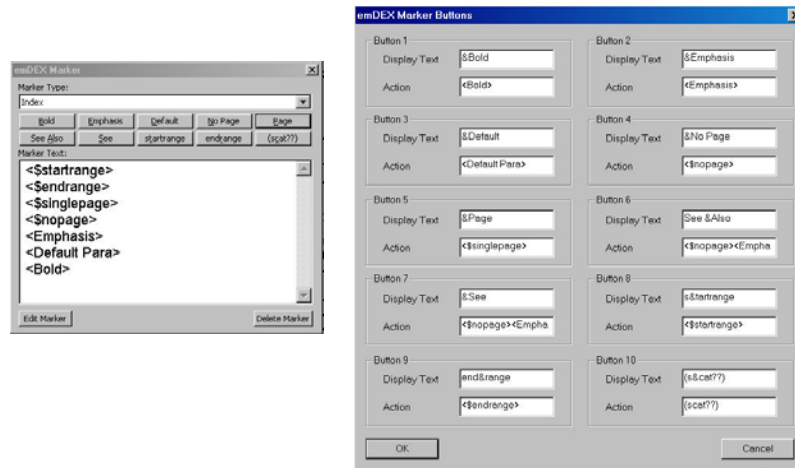 emDEX Marker
Marker Type:
Index
Bold Emphasis Default No Page Page
See Also See startrange endrange (scat??)
Marker Text:
<$startrange>
<$endrange>
<$singlepage>
<$nopage>
<Emphasis>
<Default Para>
<Bold>
Edit Marker Delete Marker
emDEX Marker Buttons
Button 1
Display Text &Bold
Action <Bold>
Button 2
Display Text &Emphasis
Action <Emphasis>
Button 3
Display Text &Default
Action <Default Para>
Button 4
Display Text &No Page
Action <$nopage>
Button 5
Display Text &Page
Action <$singlepage>
Button 6
Display Text See &Also
Action <$nopage><Empha
Button 7
Display Text &See
Action <$nopage><Empha
Button 8
Display Text s&tartrange
Action <$startrange>
Button 9
Display Text end&range
Action <$endrange>
Button 10
Display Text (s&cat??)
Action (scat??)
OK Cancel